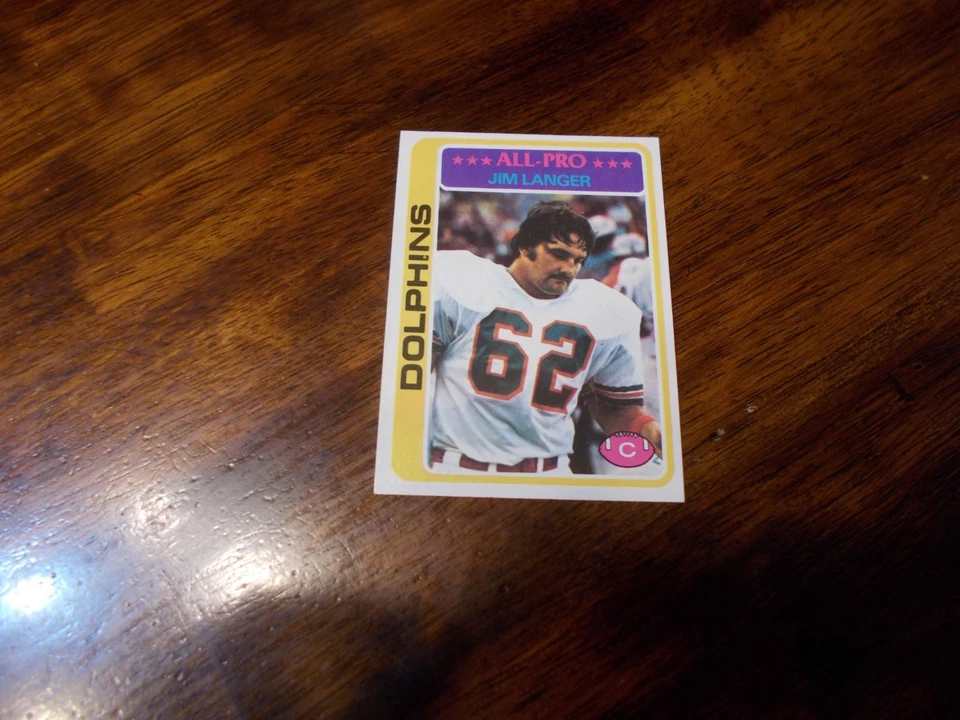 ★★★ ALL-PRO ★★★
JIM LANGER
DOLPHINS
62
C